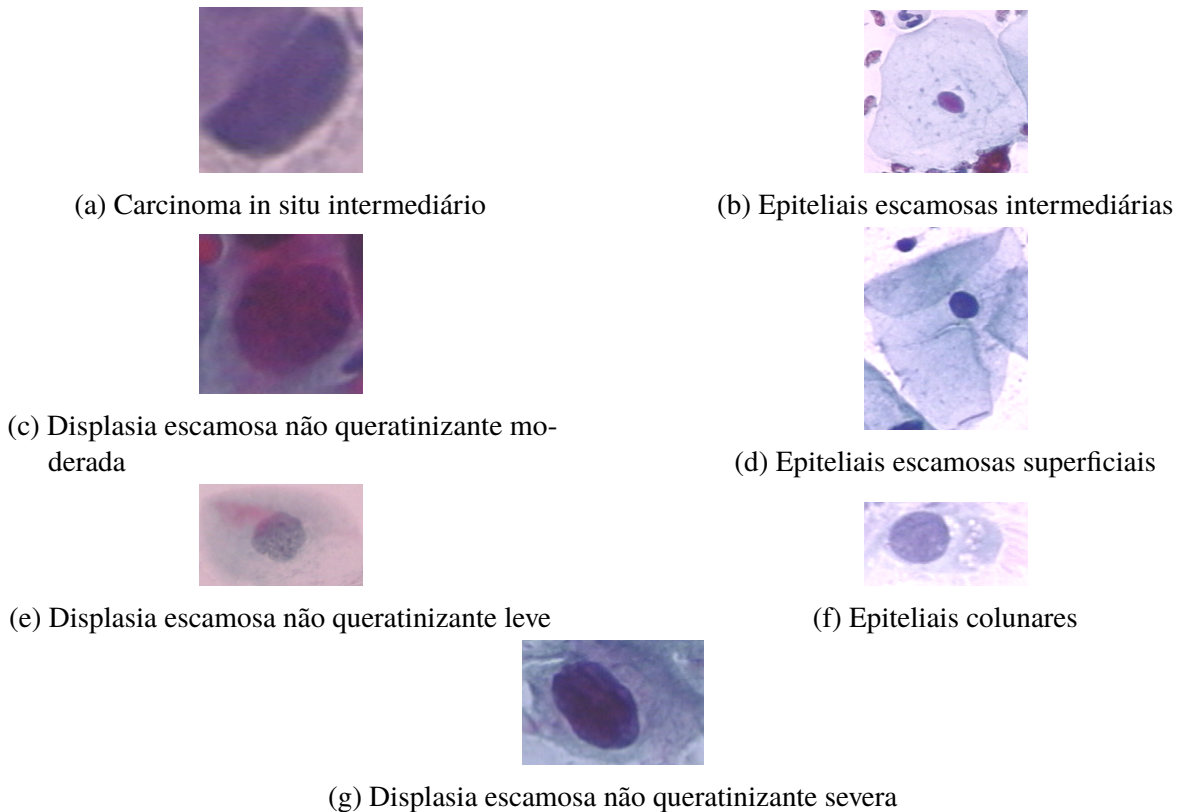 (a) Carcinoma in situ intermediário
(b) Epiteliais escamosas intermediárias
(c) Displasia escamosa não queratinizante mo-
derada
(d) Epiteliais escamosas superficiais
(e) Displasia escamosa não queratinizante leve
(f) Epiteliais colunares
(g) Displasia escamosa não queratinizante severa